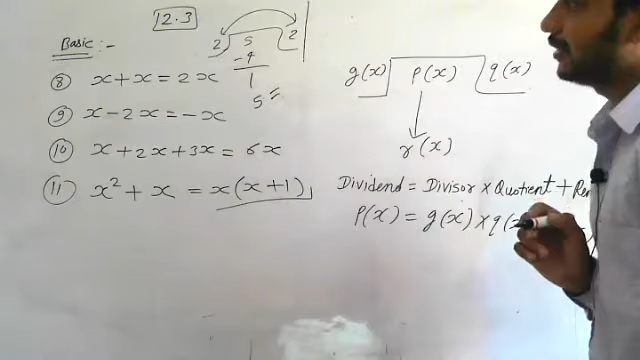 12.3
Basic :-
2 5 2
-4
1
5 =
⑧ x + x = 2x
⑨ x - 2x = -x
⑩ x + 2x + 3x = 6x
⑪ x² + x = x(x+1)
g(x) p(x) q(x)
r(x)
Dividend = Divisor × Quotient + Re
p(x) = g(x) × q(